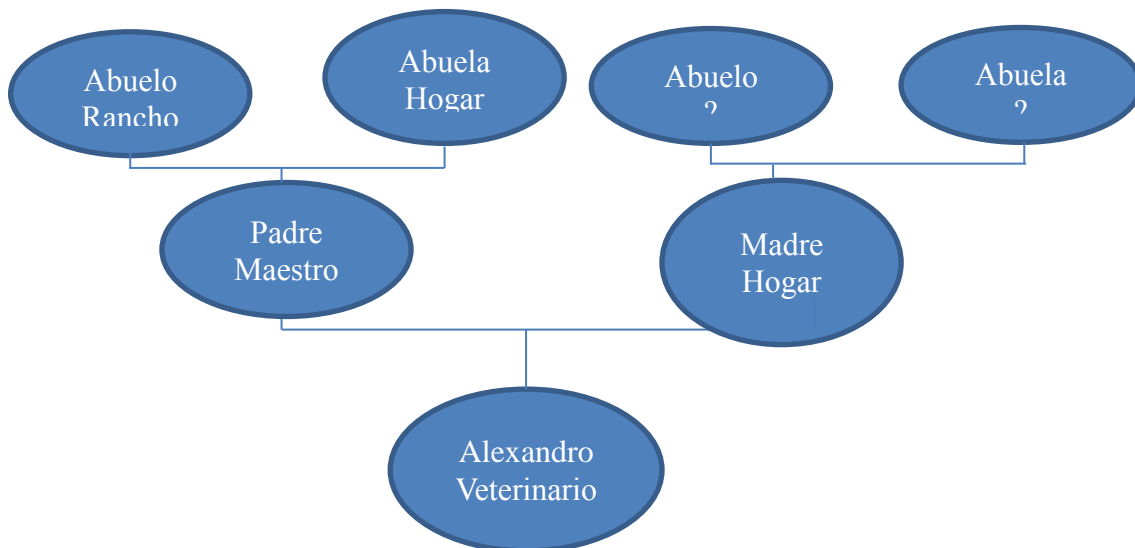 Abuelo
Rancho
Abuela
Hogar
Abuelo
?
Abuela
?
Padre
Maestro
Madre
Hogar
Alexandro
Veterinario